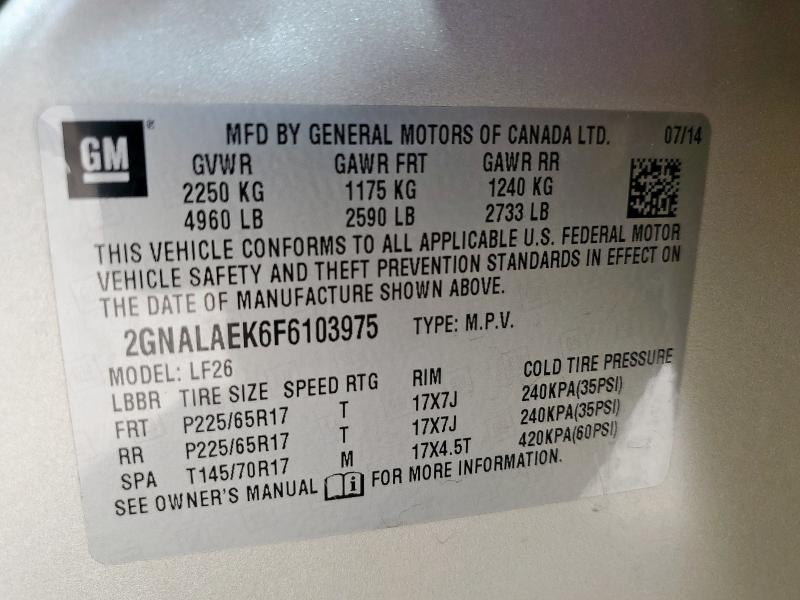 GM
MFD BY GENERAL MOTORS OF CANADA LTD. 07/14
GVWR GAWR FRT GAWR RR
2250 KG 1175 KG 1240 KG
4960 LB 2590 LB 2733 LB
THIS VEHICLE CONFORMS TO ALL APPLICABLE U.S. FEDERAL MOTOR
VEHICLE SAFETY AND THEFT PREVENTION STANDARDS IN EFFECT ON
THE DATE OF MANUFACTURE SHOWN ABOVE.
2GNALAEK6F6103975 TYPE: M.P.V.
MODEL: LF26
LBBR TIRE SIZE SPEED RTG RIM COLD TIRE PRESSURE
FRT P225/65R17 T 17X7J 240KPA(35PSI)
RR P225/65R17 T 17X7J 240KPA(35PSI)
SPA T145/70R17 M 17X4.5T 420KPA(60PSI)
SEE OWNER'S MANUAL i FOR MORE INFORMATION.